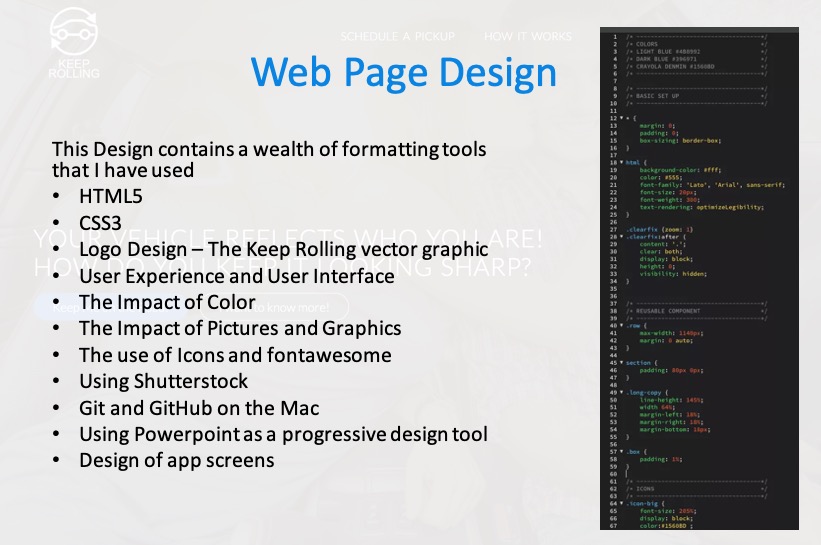 KEEP
ROLLING
SCHEDULE A PICKUP HOW IT WORKS
Web Page Design
This Design contains a wealth of formatting tools
that I have used
• HTML5
• CSS3
• Logo Design – The Keep Rolling vector graphic
• User Experience and User Interface
• The Impact of Color
• The Impact of Pictures and Graphics
• The use of Icons and fontawesome
• Using Shutterstock
• Git and GitHub on the Mac
• Using Powerpoint as a progressive design tool
• Design of app screens
YOUR VEHICLE REFLECTS WHO YOU ARE!
HOW DO YOU KEEP IT LOOKING SHARP?
to know more!
1 /* */
2 /* COLORS
3 /* LIGHT BLUE */
4 /* DARK BLUE #396971 */
5 /* CRAYOLA #1560BD */
6 /* */
7
8 /* */
9 /* BASIC SET UP
10 /* */
11
12 * {
13 margin: 0;
14 padding: 0;
15 box-sizing: border-box;
16 }
17
18 html {
19 background-color: #fff;
20 color: #555;
21 font-family: 'Lato', 'Arial', sans-serif;
22 font-size: 20px;
23 font-weight: 300;
24 text-rendering: optimizeLegibility;
25 }
26
27 .clearfix {zoom: 1}
28 .clearfix:after {
29 content: '.';
30 clear: both;
31 display: block;
32 height: 0;
33 visibility: hidden;
34 }
35
36
37 /* */
38 /* REUSABLE COMPONENT
39 /* */
40 .row {
41 max-width: 1140px;
42 margin: 0 auto;
43 }
44
45 section {
46 padding: 80px 0px;
47 }
48
49 .long-copy {
50 line-height: 145%;
51 width 64%;
52 margin-left: 18%;
53 margin-right: 18%;
54 margin-bottom: 18px;
55 }
56
57 .box {
58 padding: 1%;
59 }
60
61 /* */
62 /* ICONS
63 /* */
64 .icon-big {
65 font-size: 205%;
66 display: block;
67 color:#1560BD ;